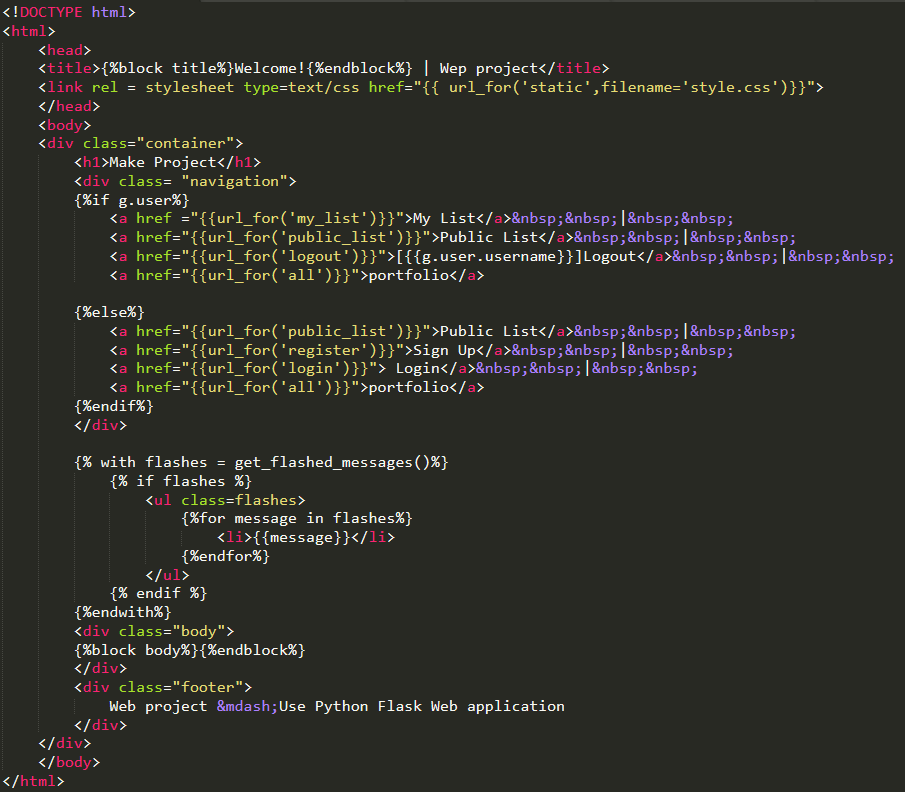 <!DOCTYPE html>
<html>
    <head>
    <title>{%block title%}Welcome!{%endblock%} | Wep project</title>
    <link rel = stylesheet type=text/css href="{{ url_for('static',filename='style.css')}}">
    </head>
    <body>
    <div class="container">
        <h1>Make Project</h1>
        <div class= "navigation">
        {%if g.user%}
            <a href ="{{url_for('my_list')}}">My List</a>&nbsp;&nbsp;|&nbsp;&nbsp;
            <a href="{{url_for('public_list')}}">Public List</a>&nbsp;&nbsp;|&nbsp;&nbsp;
            <a href="{{url_for('logout')}}">[{{g.user.username}}]Logout</a>&nbsp;&nbsp;|&nbsp;&nbsp;
            <a href="{{url_for('all')}}">portfolio</a>

        {%else%}
            <a href="{{url_for('public_list')}}">Public List</a>&nbsp;&nbsp;|&nbsp;&nbsp;
            <a href="{{url_for('register')}}">Sign Up</a>&nbsp;&nbsp;|&nbsp;&nbsp;
            <a href="{{url_for('login')}}"> Login</a>&nbsp;&nbsp;|&nbsp;&nbsp;
            <a href="{{url_for('all')}}">portfolio</a>
        {%endif%}
        </div>

        {% with flashes = get_flashed_messages()%}
            {% if flashes %}
                <ul class=flashes>
                    {%for message in flashes%}
                        <li>{{message}}</li>
                    {%endfor%}
                </ul>
            {% endif %}
        {%endwith%}
        <div class="body">
        {%block body%}{%endblock%}
        </div>
        <div class="footer">
            Web project &mdash;Use Python Flask Web application
        </div>
    </div>
    </body>
</html>